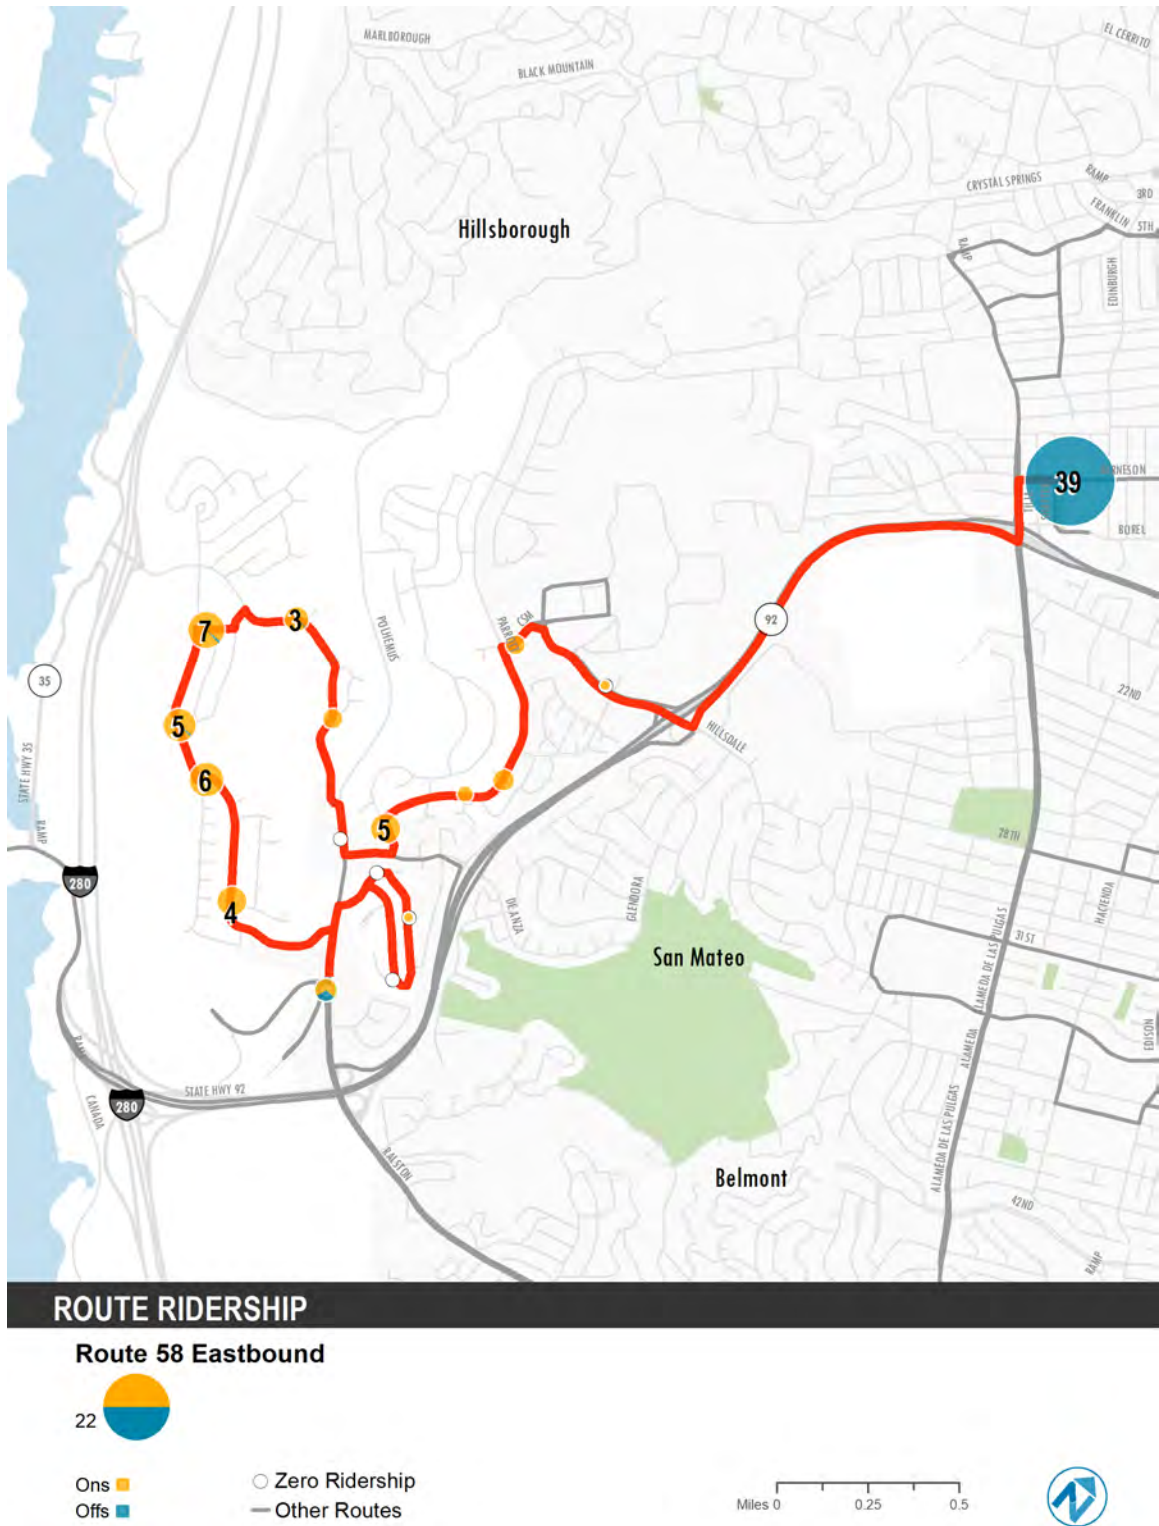 MARLBOROUGH
EL CERRITO
BLACK MOUNTAIN
CRYSTAL SPRINGS
RAMP
3RD
FRANKLIN
5TH
Hillsborough
RAMP
EDINBURGH
39
BOREL
CSM
92
7
3
POLHEMUS
PARROTT
35
22ND
5
HILLSDALE
STATE HWY 35
6
RAMP
5
28TH
280
DE ANZA
GLENDORA
HACIENDA
4
31ST
San Mateo
ALAMEDA DE LAS PULGAS
ALAMEDA
EDISON
STATE HWY 92
280
CANADA
RALSTON
ALAMEDA DE LAS PULGAS
Belmont
42ND
RAMP
ROUTE RIDERSHIP
Route 58 Eastbound
22
Ons
Zero Ridership
Offs
Other Routes
Miles 0 0.25 0.5